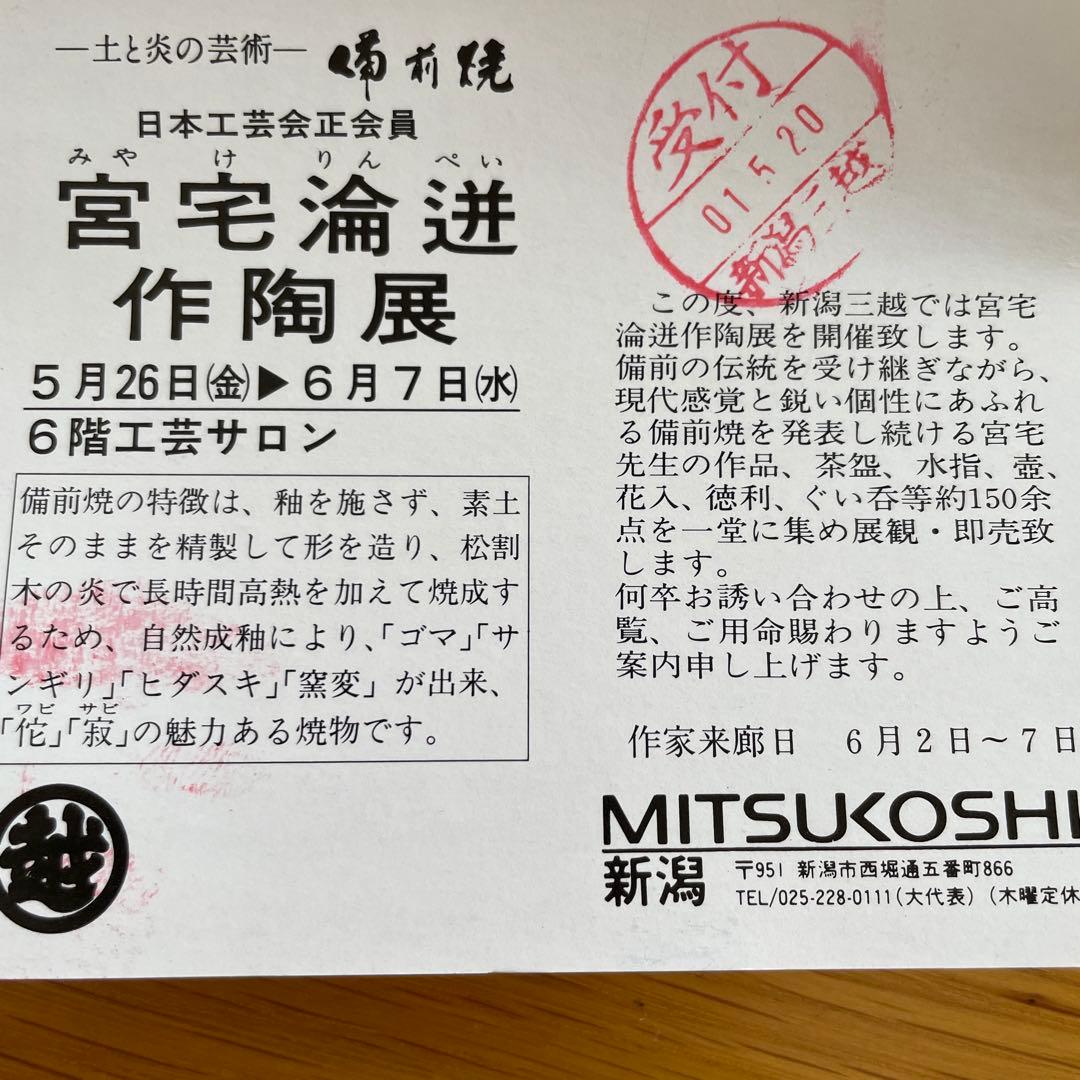 ―土と炎の芸術― 備前焼
日本工芸会正会員
みやけりんぺい
宮宅淪迸
作陶展
5月26日㈮▶6月7日㈬
6階工芸サロン
備前焼の特徴は、釉を施さず、素土
そのままを精製して形を造り、松割
木の炎で長時間高熱を加えて焼成す
るため、自然成釉により、「ゴマ」「サ
ンギリ」「ヒダスキ」「窯変」が出来、
ワビ サビ
「侘」「寂」の魅力ある焼物です。
越
受付
01.5.20
新潟三越
この度、新潟三越では宮宅
淪迸作陶展を開催致します。
備前の伝統を受け継ぎながら、
現代感覚と鋭い個性にあふれ
る備前焼を発表し続ける宮宅
先生の作品、茶盌、水指、壺、
花入、徳利、ぐい呑等約150余
点を一堂に集め展観・即売致
します。
何卒お誘い合わせの上、ご高
覧、ご用命賜わりますようご
案内申し上げます。
作家来廊日 6月2日～7日
MITSUKOSHI
新潟 〒951 新潟市西堀通五番町866
TEL/025-228-0111(大代表)(木曜定休